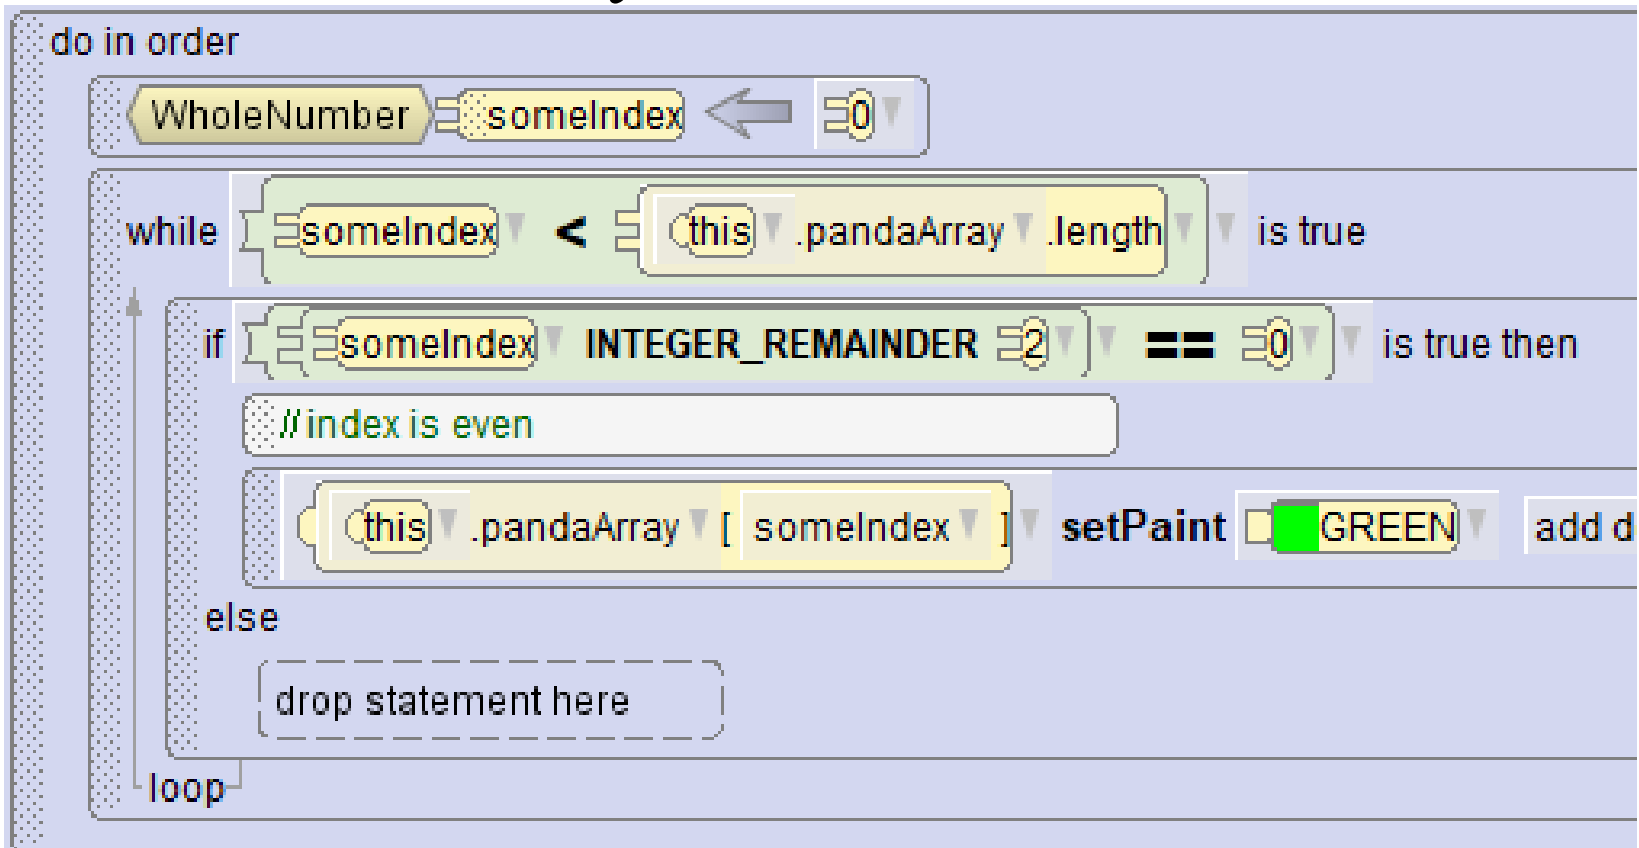 do in order
WholeNumber someIndex 0
while someIndex < this .pandaArray .length is true
if someIndex INTEGER_REMAINDER 2 == 0 is true then
// index is even
this .pandaArray [ someIndex ] setPaint GREEN add d
else
drop statement here
loop